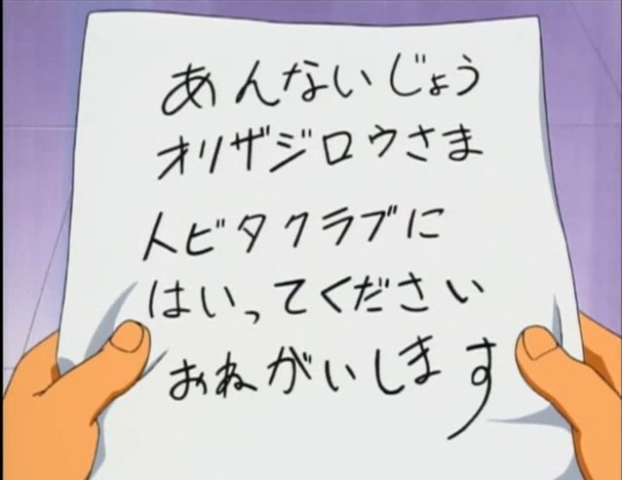 あんないじょう
オリザジロウさま
人ビタクラブに
はいってください
おねがいします